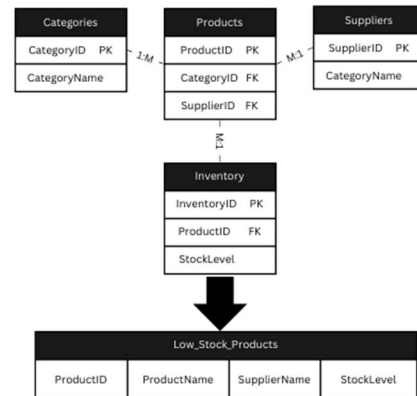 Categories
CategoryID PK
CategoryName
1:M
Products
ProductID PK
CategoryID FK
SupplierID FK
M:1
Suppliers
SupplierID PK
CategoryName
M:1
Inventory
InventoryID PK
ProductID FK
StockLevel
Low_Stock_Products
ProductID ProductName SupplierName StockLevel